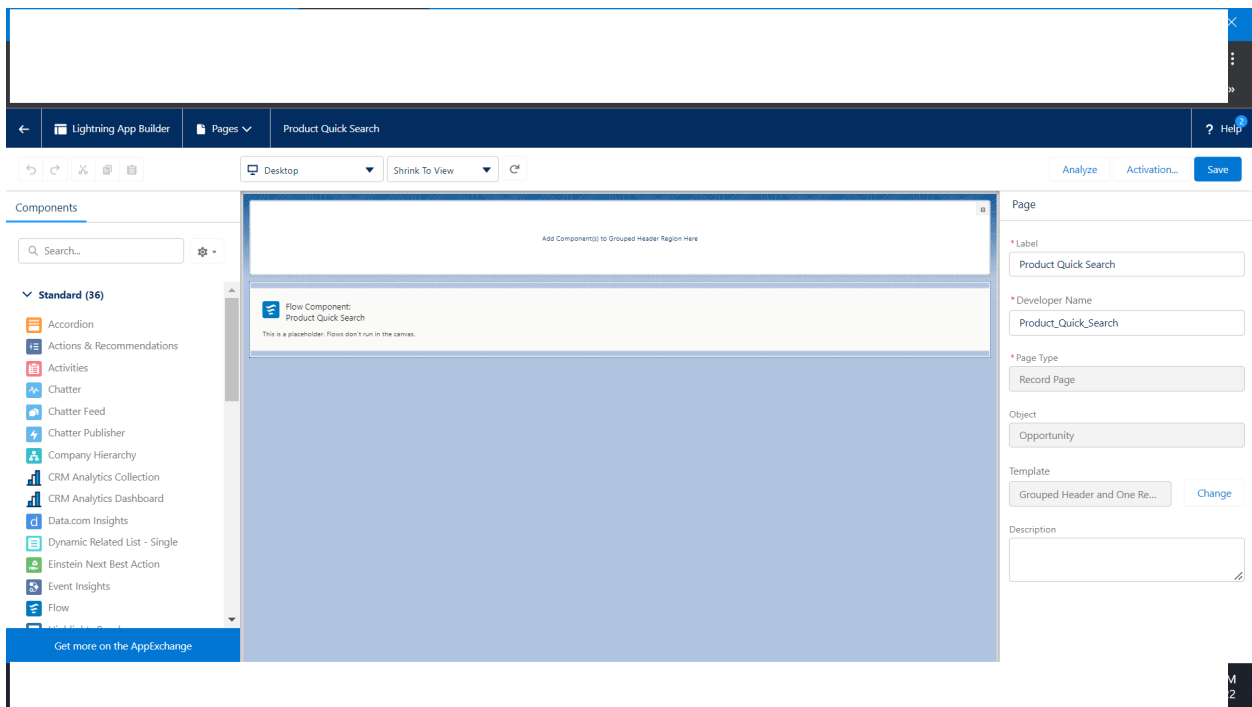 Lightning App Builder
Pages
Product Quick Search
? Help
2
Desktop
Shrink To View
Analyze
Activation...
Save
Components
Search...
Standard (36)
Accordion
Actions & Recommendations
Activities
Chatter
Chatter Feed
Chatter Publisher
Company Hierarchy
CRM Analytics Collection
CRM Analytics Dashboard
Data.com Insights
Dynamic Related List - Single
Einstein Next Best Action
Event Insights
Flow
Get more on the AppExchange
Add Component(s) to Grouped Header Region Here
Flow Component:
Product Quick Search
This is a placeholder. Flows don't run in the canvas.
Page
* Label
Product Quick Search
* Developer Name
Product_Quick_Search
* Page Type
Record Page
Object
Opportunity
Template
Grouped Header and One Re...
Change
Description